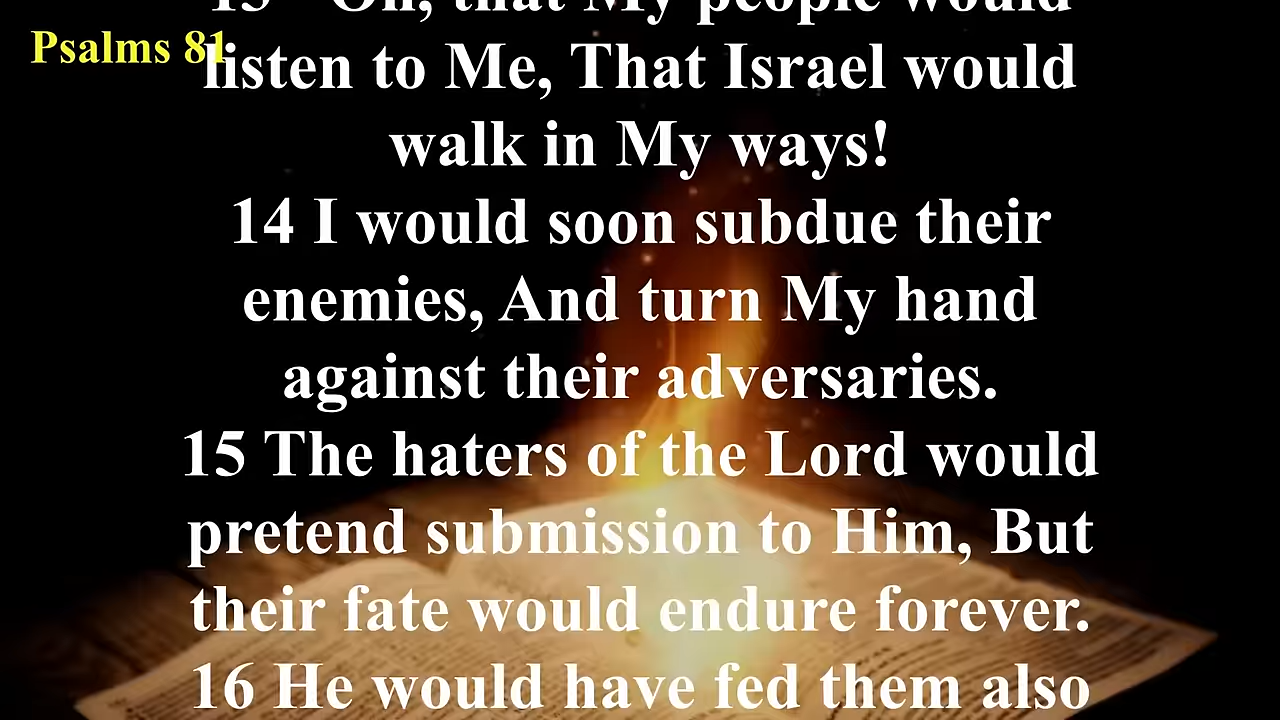 13 "Oh, that My people would
Psalms 81
listen to Me, That Israel would
walk in My ways!
14 I would soon subdue their
enemies, And turn My hand
against their adversaries.
15 The haters of the Lord would
pretend submission to Him, But
their fate would endure forever.
16 He would have fed them also